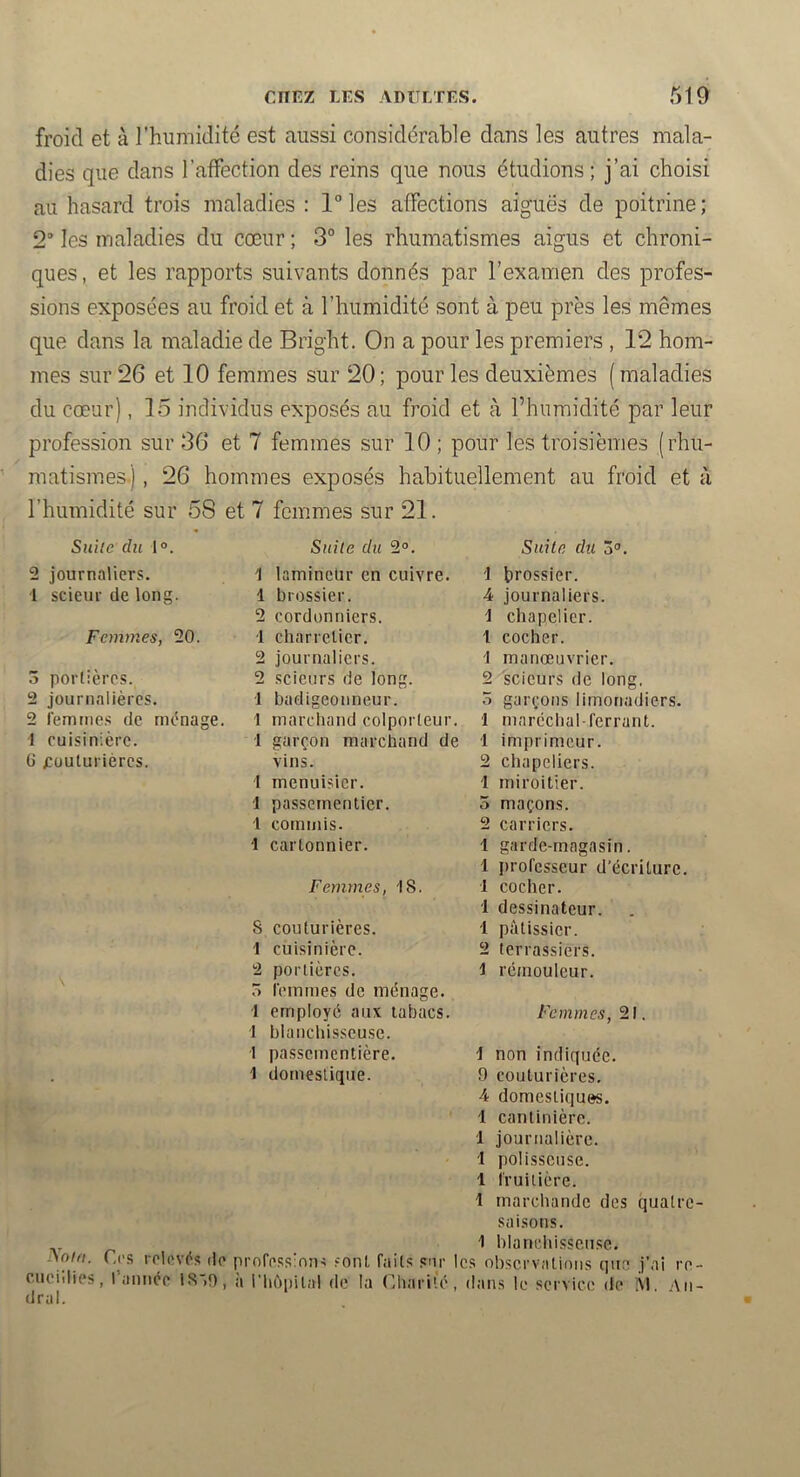 CHEZ LES ADULTES. 519
froid et à l'humidité est aussi considérable dans les autres mala-
dies que dans l'affection des reins que nous étudions; j'ai choisi
au hasard trois maladies : 1° les affections aiguës de poitrine;
2° les maladies du cœur; 3° les rhumatismes aigus et chroni-
ques, et les rapports suivants donnés par l'examen des profes-
sions exposées au froid et à l'humidité sont à peu près les mêmes
que dans la maladie de Bright. On a pour les premiers, 12 hom-
mes sur 26 et 10 femmes sur 20; pour les deuxièmes (maladies
du cœur), 15 individus exposés au froid et à l'humidité par leur
profession sur 36 et 7 femmes sur 10; pour les troisièmes (rhu-
matismes), 26 hommes exposés habituellement au froid et à
l'humidité sur 58 et 7 femmes sur 21.
Suite du 1°.
2 journaliers.
1 scieur de long.
Femmes, 20.
5 portières.
2 journalières.
2 femmes de ménage.
1 cuisinière.
6 couturières.
Suite du 2°.
1 lamineur en cuivre.
1 brossier.
2 cordonniers.
1 charretier.
2 journaliers.
2 scieurs de long.
1 badigeonneur.
1 marchand colporteur.
1 garçon marchand de
vins.
1 menuisier.
1 passementier.
1 commis.
1 cartonnier.
Femmes, 18.
8 couturières.
1 cuisinière.
2 portières.
3 femmes de ménage.
1 employé aux tabacs.
1 blanchisseuse.
1 passementière.
1 domestique.
Suite du 3°.
1 brossier.
4 journaliers.
1 chapelier.
1 cocher.
1 manœuvrier.
2 scieurs de long.
3 garçons limonadiers.
1 maréchal-ferrant.
1 imprimeur.
2 chapeliers.
1 miroitier.
3 maçons.
2 carriers.
1 garde-magasin.
1 professeur d'écriture.
1 cocher.
1 dessinateur.
1 pâtissier.
2 terrassiers.
1 rémouleur.
Femmes, 21.
1 non indiquée.
9 couturières.
4 domestiques.
1 cantinière.
1 journalière.
1 polisseuse.
1 fruitière.
1 marchande des quatre-
saisons.
1 blanchisseuse.
Nota. Ces relevés de professions sont faits sur les observations que j'ai re-
cueillies, l'année 1839, à l'hôpital de la Charité, dans le service de M. An-
dral.